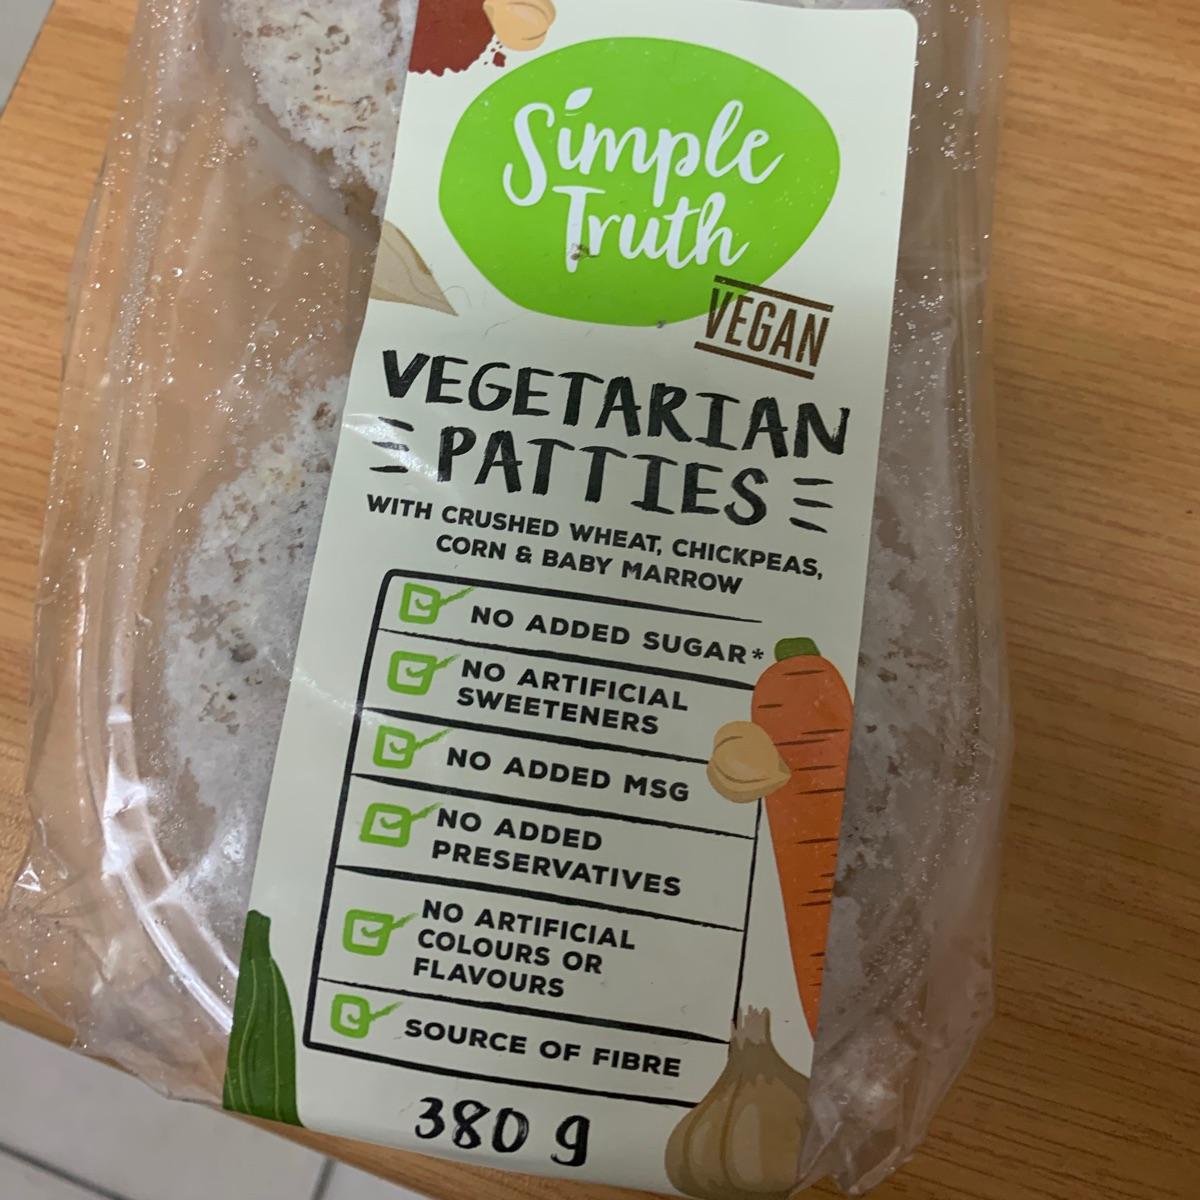 Simple
Truth
VEGAN
VEGETARIAN
PATTIES
WITH CRUSHED WHEAT, CHICKPEAS,
CORN & BABY MARROW
NO ADDED SUGAR*
NO ARTIFICIAL
SWEETENERS
NO ADDED MSG
NO ADDED
PRESERVATIVES
NO ARTIFICIAL
COLOURS OR
FLAVOURS
SOURCE OF FIBRE
380 g